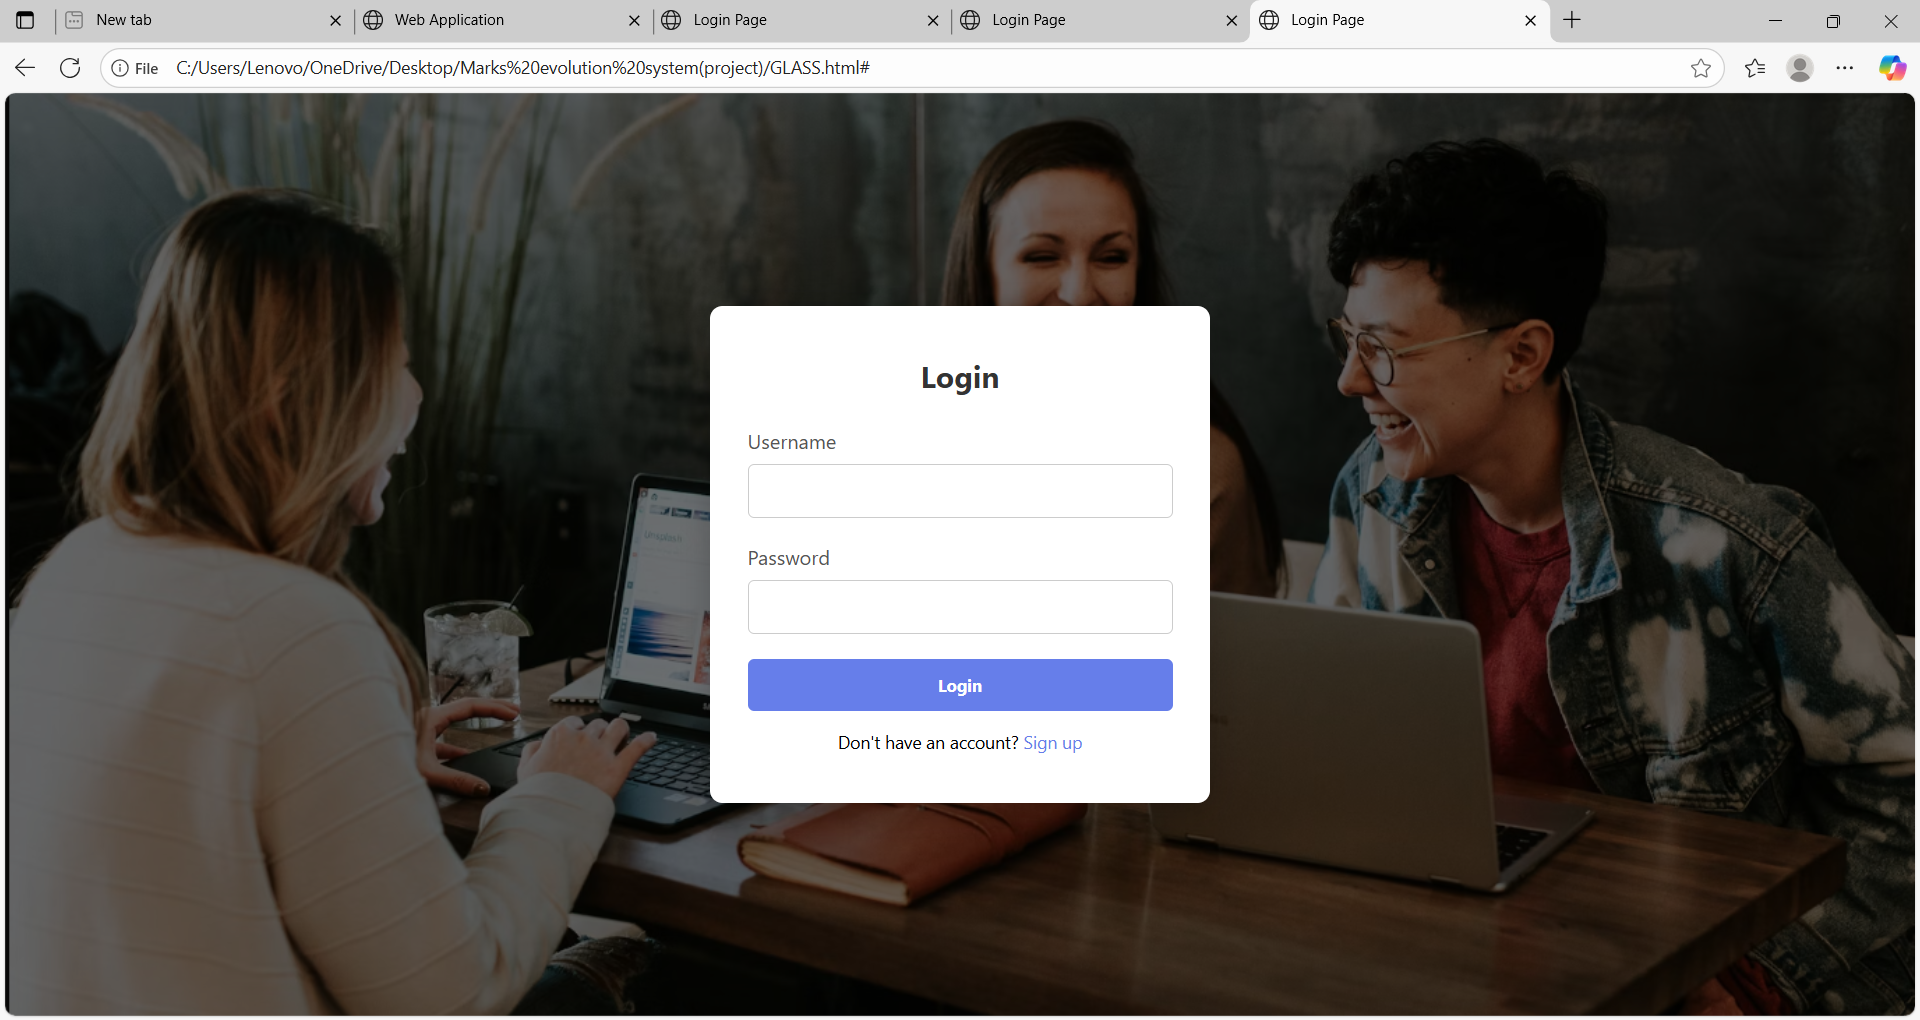 New tab
Web Application
Login Page
Login Page
Login Page
File
C:/Users/Lenovo/OneDrive/Desktop/Marks%20evolution%20system(project)/GLASS.html#
Login
Username
Password
Login
Don't have an account? Sign up